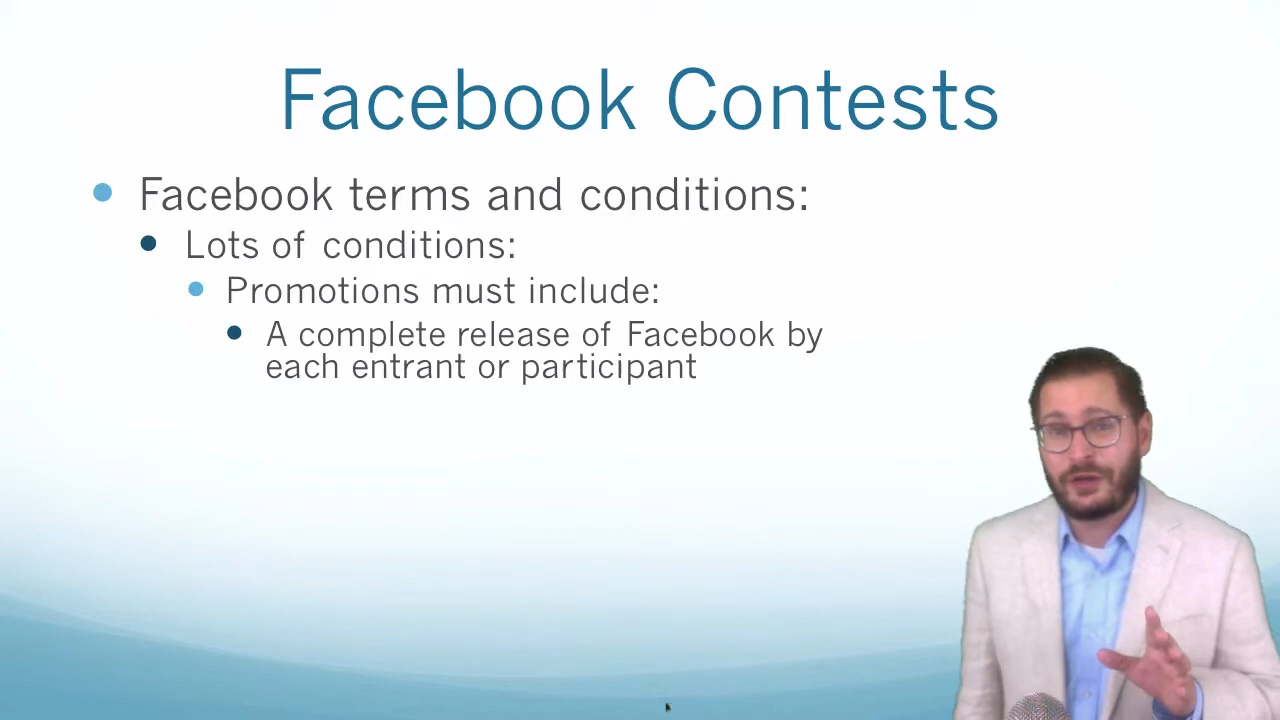 Facebook Contests
Facebook terms and conditions:
Lots of conditions:
Promotions must include:
A complete release of Facebook by
each entrant or participant